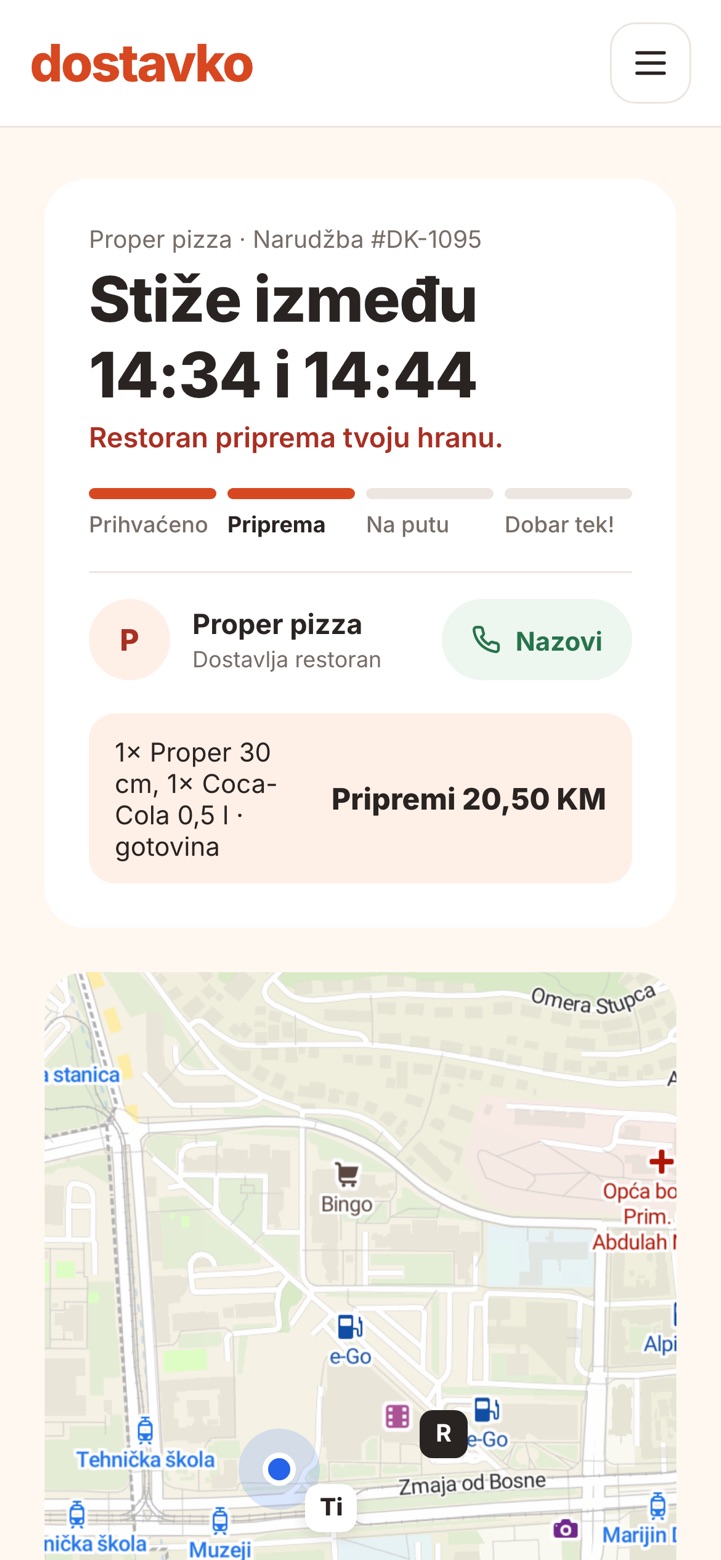 dostavko
Proper pizza · Narudžba #DK-1095
Stiže između
14:34 i 14:44
Restoran priprema tvoju hranu.
Prihvaćeno
Priprema
Na putu
Dobar tek!
P
Proper pizza
Dostavlja restoran
Nazovi
1× Proper 30
cm, 1× Coca-
Cola 0,5 l ·
gotovina
Pripremi 20,50 KM
Omera Stupca
stanica
Bingo
Opća
Prim.
Abdulah
e-Go
R
e-Go
Tehnička škola
Zmaja od Bosne
Ti
škola
Muzeji
Marijin